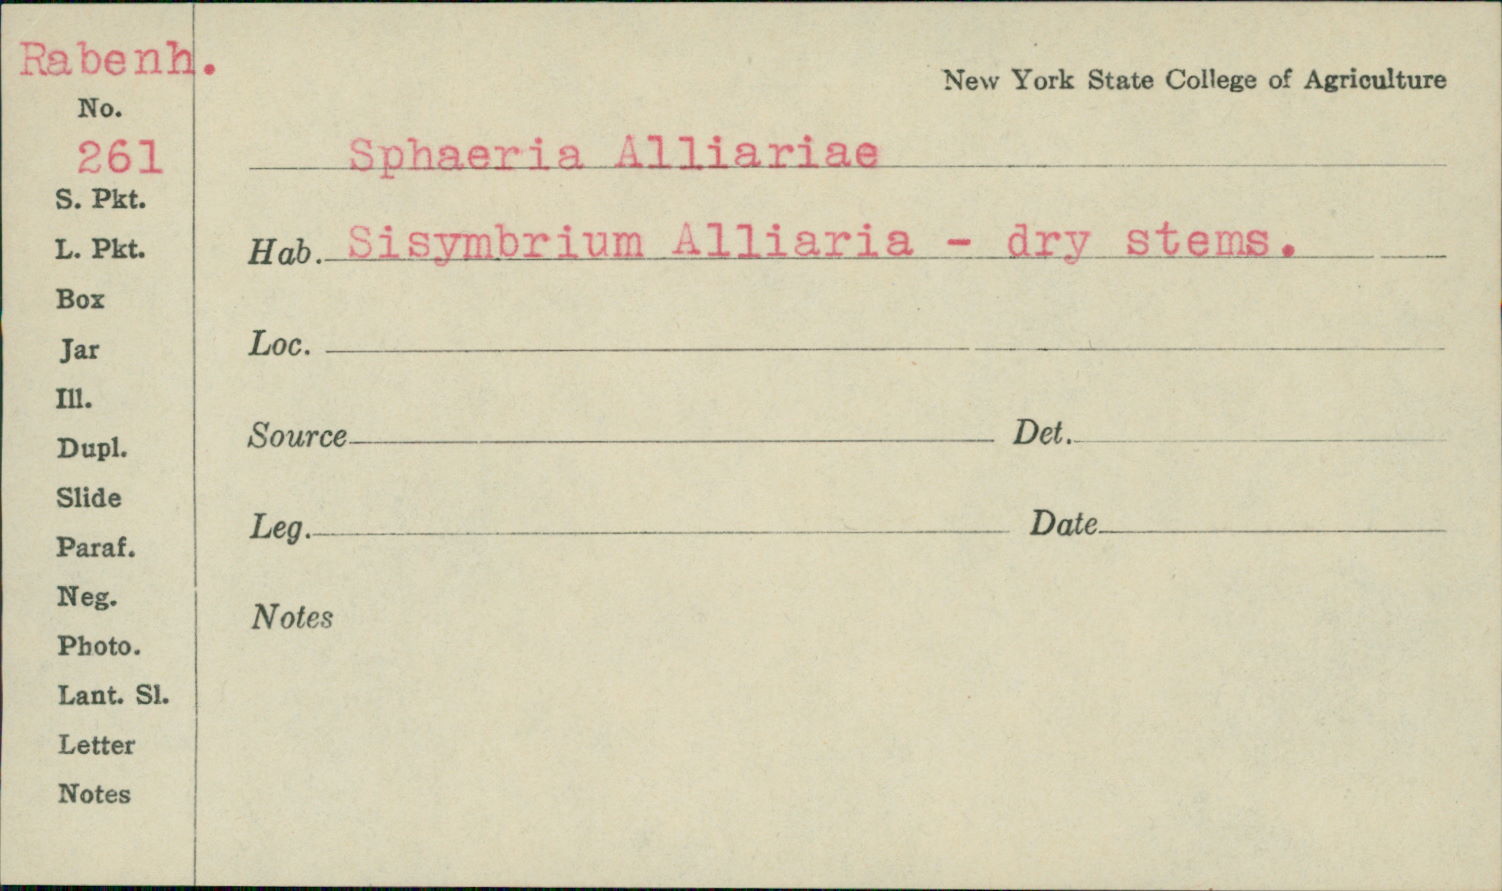 Rabenh.
New York State College of Agriculture
No.
261
Sphaeria Alliariae
S. Pkt.
L. Pkt.
Hab. Sisymbrium Alliaria - dry stems.
Box
Jar
Loc.
Ill.
Dupl.
Source Det.
Slide
Leg. Date
Paraf.
Neg.
Notes
Photo.
Lant. Sl.
Letter
Notes